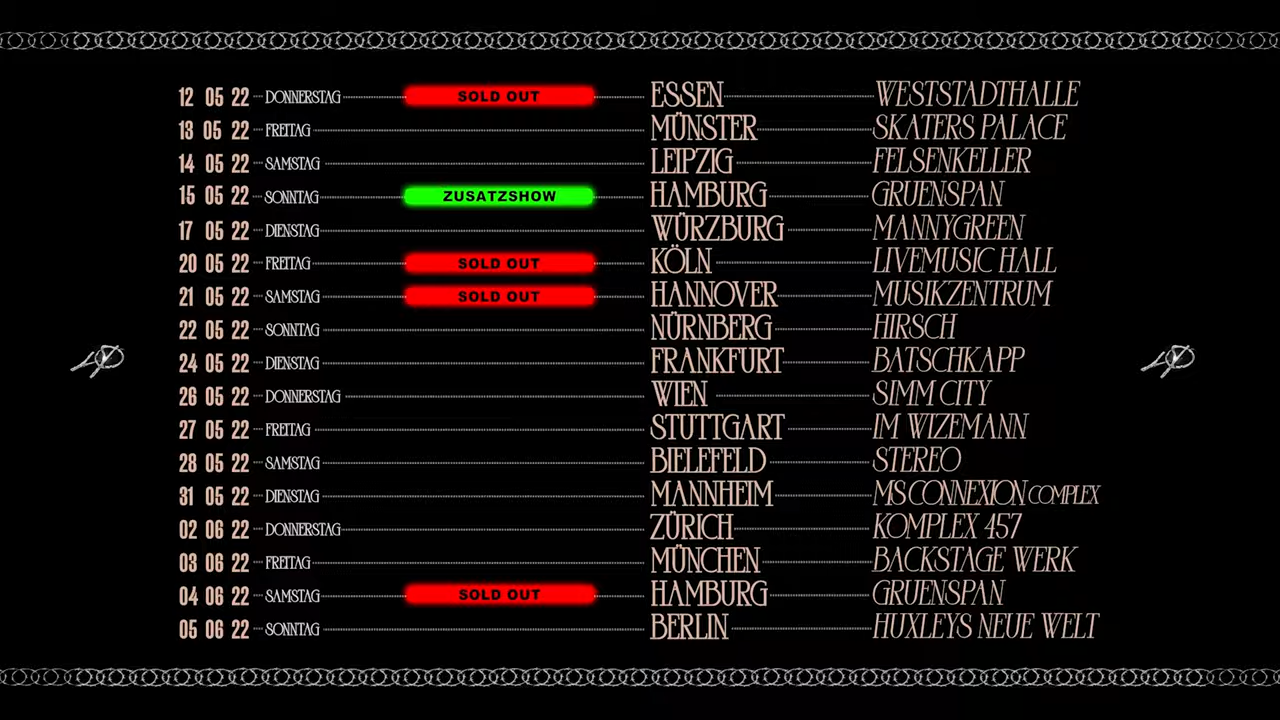 12 05 22 DONNERSTAG SOLD OUT ESSEN WESTSTADTHALLE
13 05 22 FREITAG MÜNSTER SKATERS PALACE
14 05 22 SAMSTAG LEIPZIG FELSENKELLER
15 05 22 SONNTAG ZUSATZSHOW HAMBURG GRUENSPAN
17 05 22 DIENSTAG WÜRZBURG MANNYGREEN
20 05 22 FREITAG SOLD OUT KÖLN LIVEMUSIC HALL
21 05 22 SAMSTAG SOLD OUT HANNOVER MUSIKZENTRUM
22 05 22 SONNTAG NÜRNBERG HIRSCH
24 05 22 DIENSTAG FRANKFURT BATSCHKAPP
26 05 22 DONNERSTAG WIEN SIMM CITY
27 05 22 FREITAG STUTTGART IM WIZEMANN
28 05 22 SAMSTAG BIELEFELD STEREO
31 05 22 DIENSTAG MANNHEIM MS CONNEXION COMPLEX
02 06 22 DONNERSTAG ZÜRICH KOMPLEX 457
03 06 22 FREITAG MÜNCHEN BACKSTAGE WERK
04 06 22 SAMSTAG SOLD OUT HAMBURG GRUENSPAN
05 06 22 SONNTAG BERLIN HUXLEYS NEUE WELT